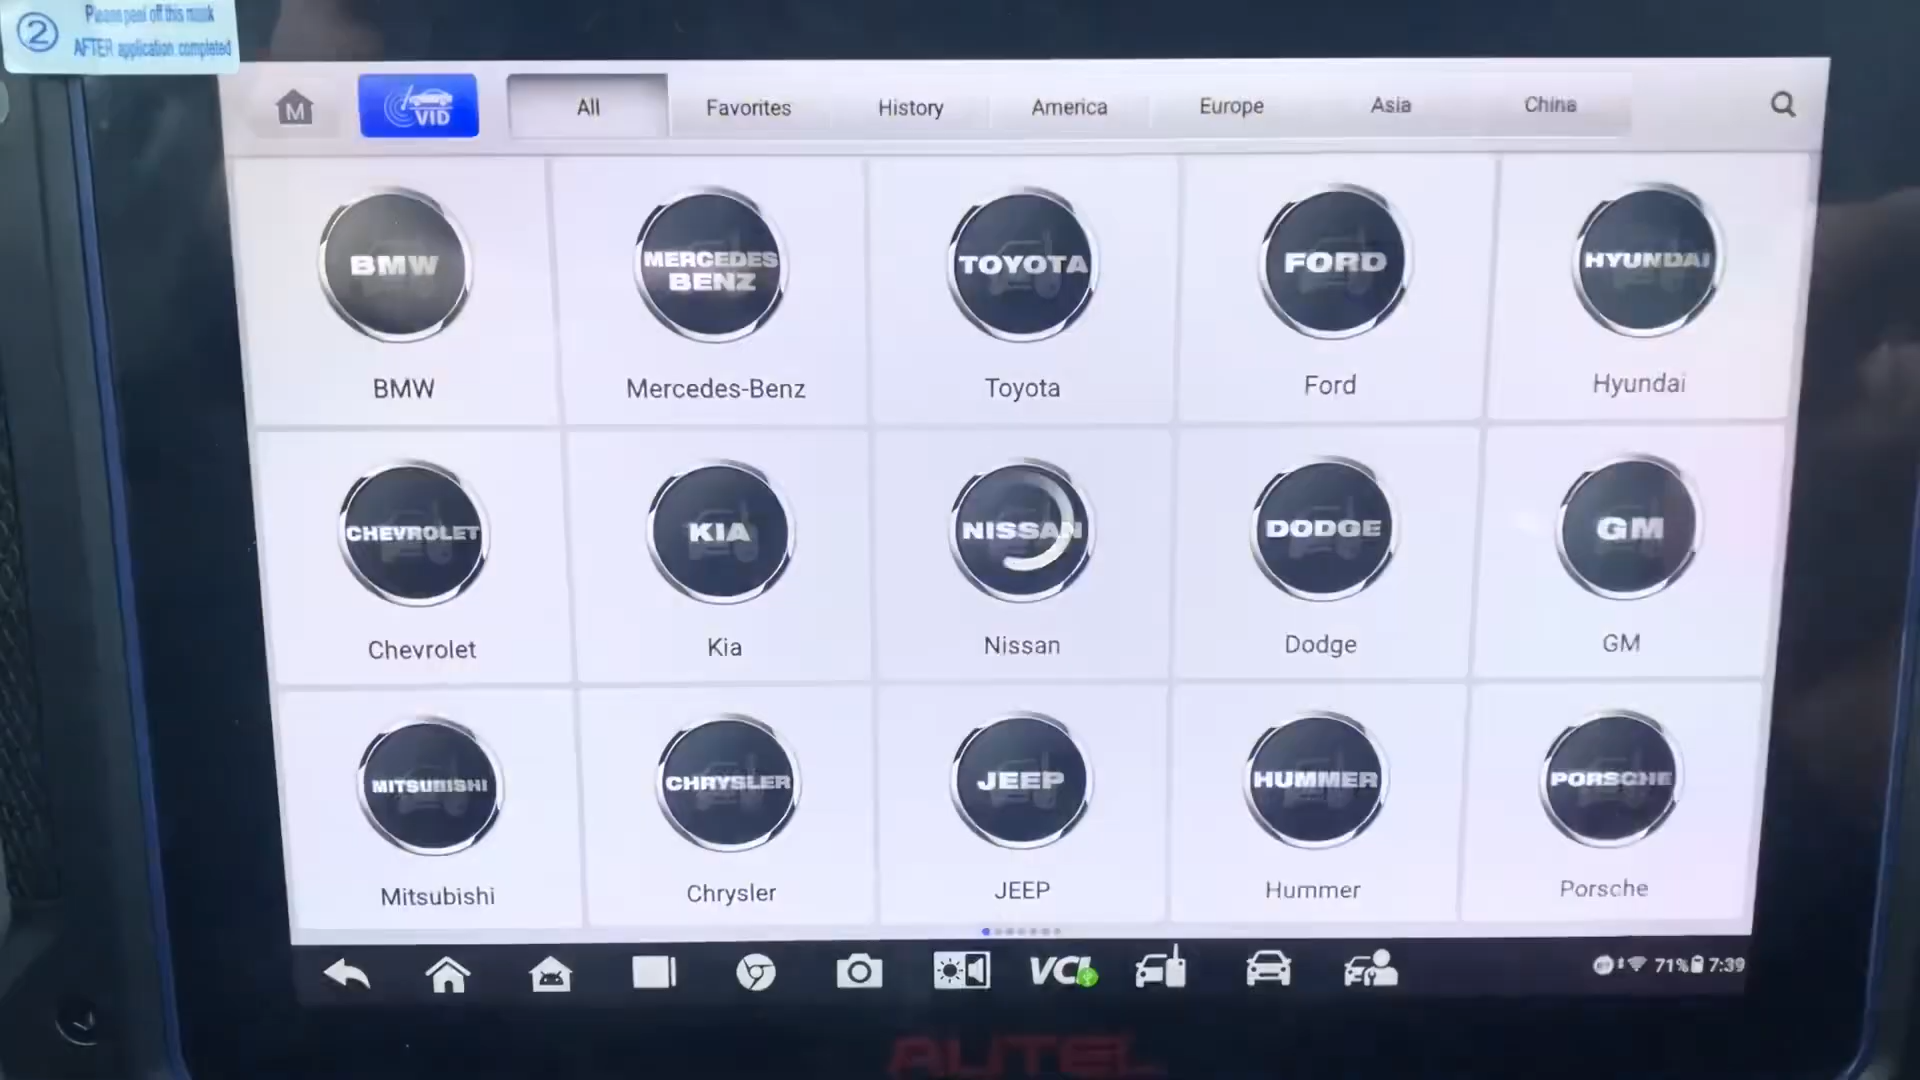 2
Please peel off this mask
AFTER application completed
M
VID
All
Favorites
History
America
Europe
Asia
China
BMW
MERCEDES
BENZ
TOYOTA
FORD
HYUNDAI
BMW
Mercedes-Benz
Toyota
Ford
Hyundai
CHEVROLET
KIA
NISSAN
DODGE
GM
Chevrolet
Kia
Nissan
Dodge
GM
MITSUBISHI
CHRYSLER
JEEP
HUMMER
PORSCHE
Mitsubishi
Chrysler
JEEP
Hummer
Porsche
VCI
71% 7:39
AUTEL